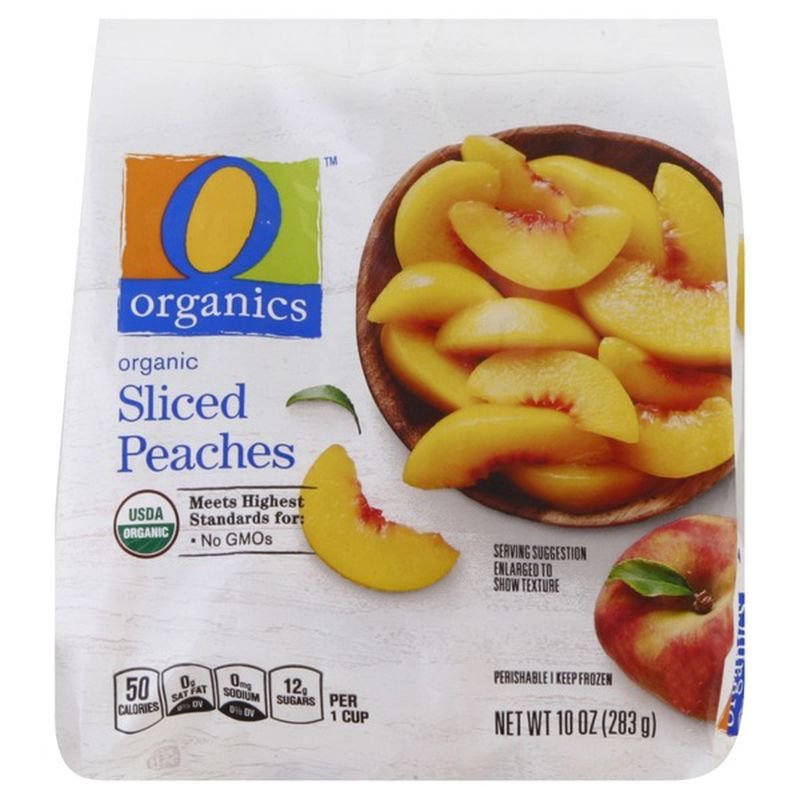 O
™
organics
organic
Sliced
Peaches
USDA
ORGANIC
Meets Highest
Standards for:
• No GMOs
SERVING SUGGESTION
ENLARGED TO
SHOW TEXTURE
PERISHABLE I KEEP FROZEN
50
CALORIES
0g
SAT FAT
0% DV
0mg
SODIUM
0% DV
12g
SUGARS
PER
1 CUP
NET WT 10 OZ (283 g)